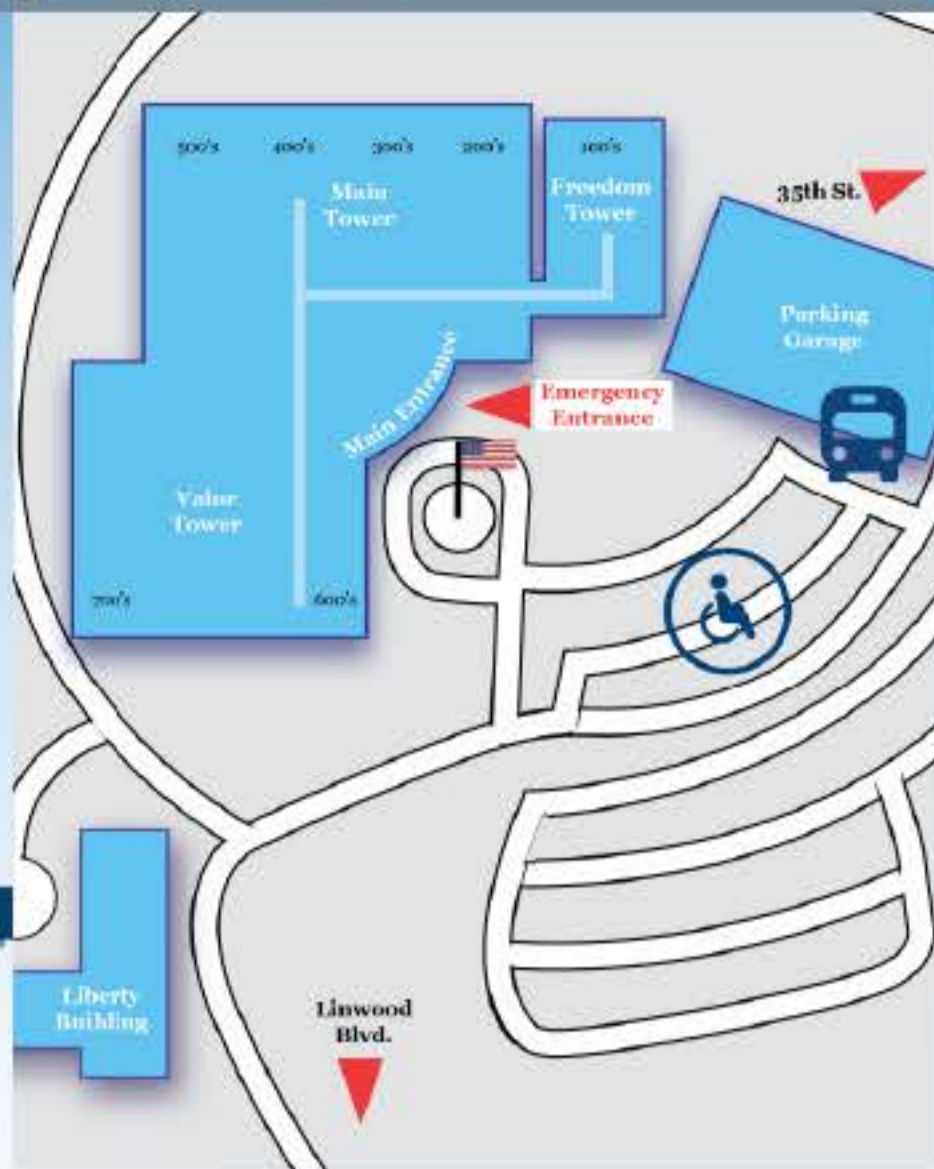 500's 400's 300's 200's 100's
Main
Tower
Freedom
Tower
35th St.
Parking
Garage
Main Entrance
Emergency
Entrance
Valor
Tower
700's 600's
Liberty
Building
Linwood
Blvd.